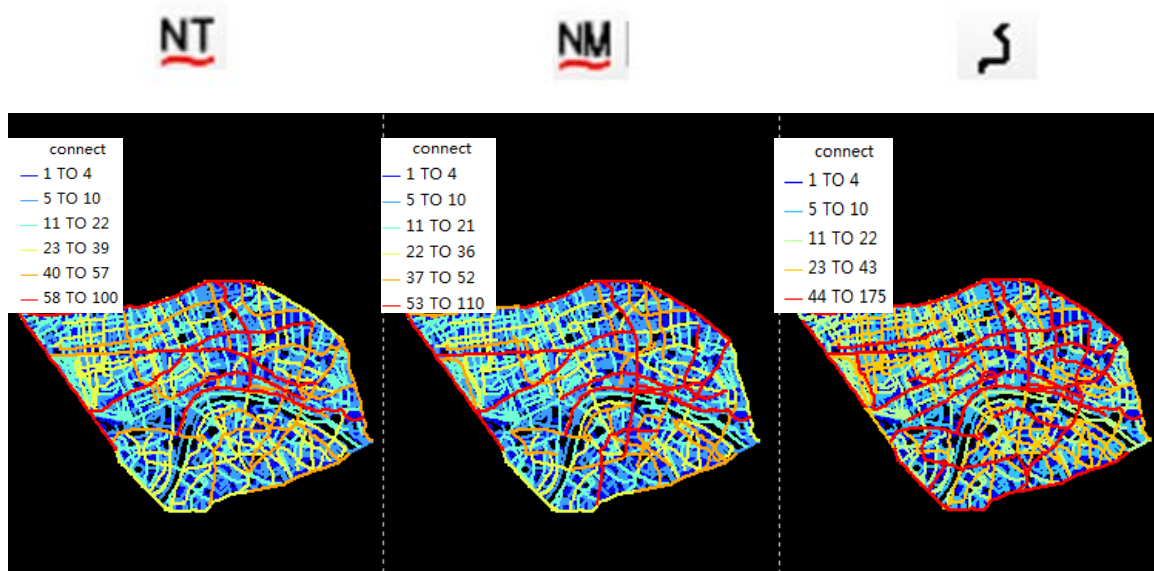 NT
NM
connect
1 TO 4
5 TO 10
11 TO 22
23 TO 39
40 TO 57
58 TO 100
connect
1 TO 4
5 TO 10
11 TO 21
22 TO 36
37 TO 52
53 TO 110
connect
1 TO 4
5 TO 10
11 TO 22
23 TO 43
44 TO 175